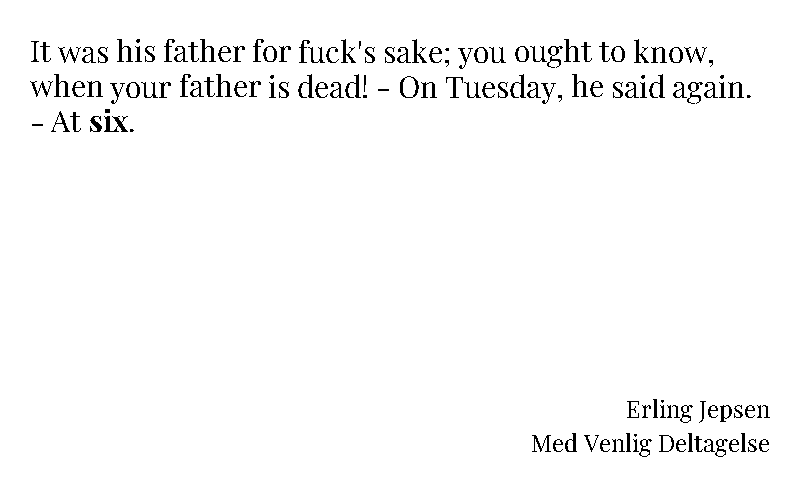 It was his father for fuck's sake; you ought to know,
when your father is dead! - On Tuesday, he said again.
- At six.
Erling Jepsen
Med Venlig Deltagelse